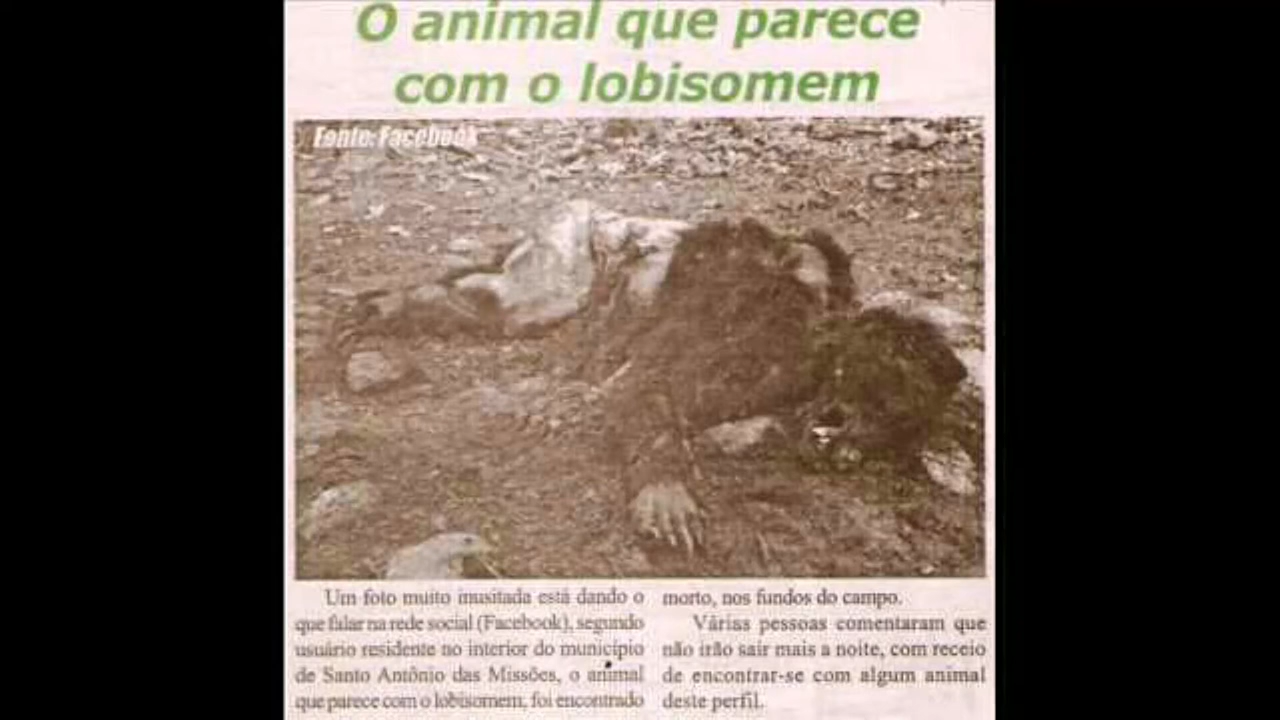 O animal que parece
com o lobisomem
Fonte: Facebook
Um foto muito inusitada está dando o
que falar na rede social (Facebook), segundo
usuário residente no interior do município
de Santo Antônio das Missões, o animal
que parece com o lobisomem, foi encontrado
morto, nos fundos do campo.
Várias pessoas comentaram que
não irão sair mais a noite, com receio
de encontrar-se com algum animal
deste perfil.